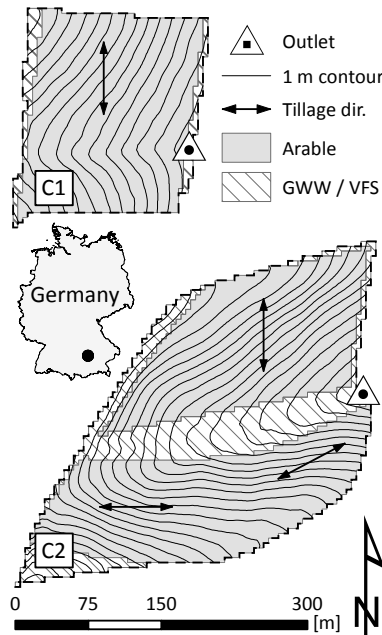 Outlet
1 m contour
Tillage dir.
Arable
GWW / VFS
C1
Germany
C2
N
0 75 150 300 [m]